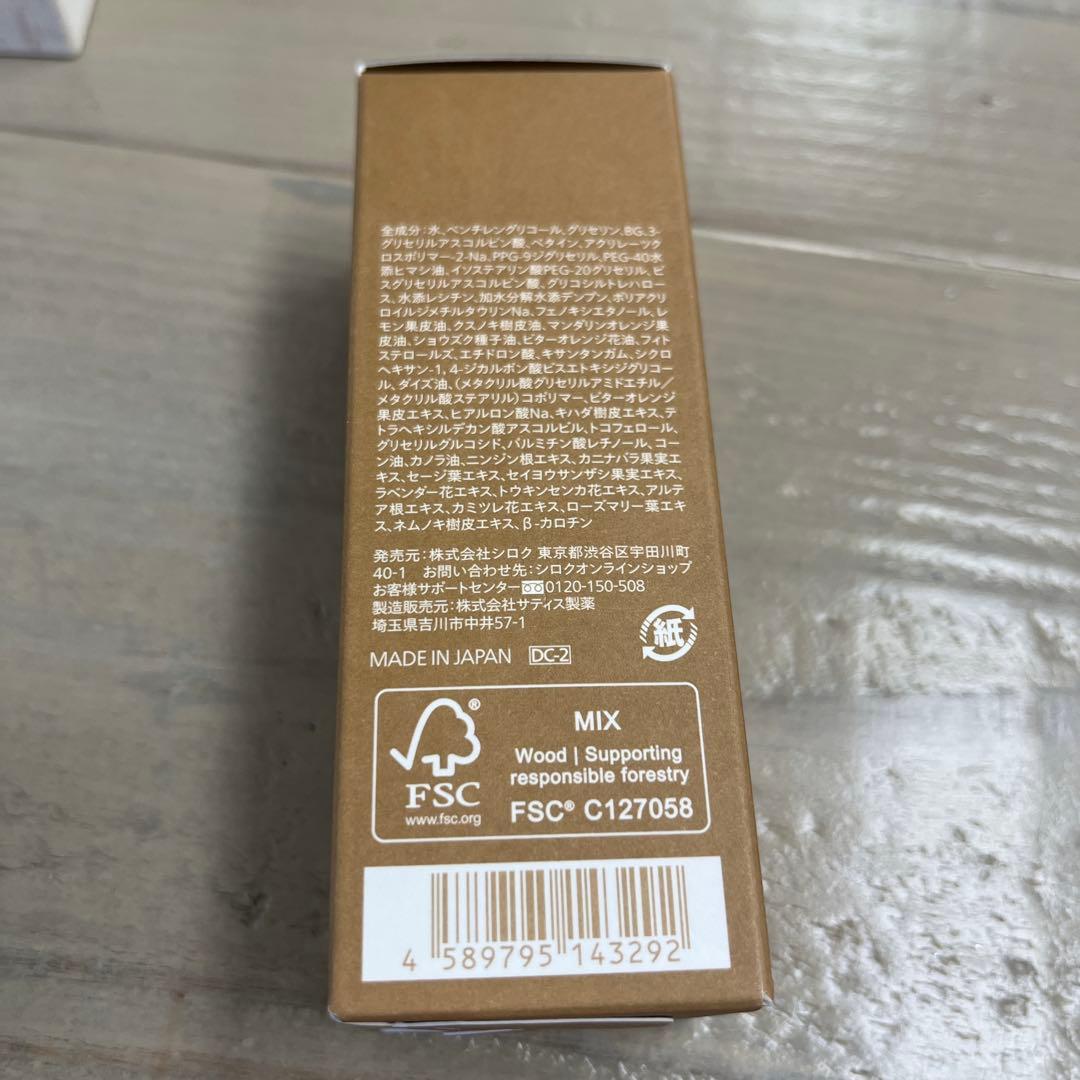 全成分：水、ペンチレングリコール、グリセリン、BG、3-
グリセリルアスコルビン酸、ベタイン、アクリレーツク
ロスポリマー-2-Na、PPG-9ジグリセリル、PEG-40水
添ヒマシ油、イソステアリン酸PEG-20グリセリル、ビ
スグリセリルアスコルビン酸、グリコシルトレハロー
ス、水添レシチン、加水分解水添デンプン、ポリアクリ
ロイルジメチルタウリンNa、フェノキシエタノール、レ
モン果皮油、クスノキ樹皮油、マンダリンオレンジ果
皮油、ショウズク種子油、ビターオレンジ花油、フィト
ステロールズ、エチドロン酸、キサンタンガム、シクロ
ヘキサン-1, 4-ジカルボン酸ビスエトキシジグリコー
ル、ダイズ油、（メタクリル酸グリセリルアミドエチル／
メタクリル酸ステアリル）コポリマー、ビターオレンジ
果皮エキス、ヒアルロン酸Na、キハダ樹皮エキス、テ
トラヘキシルデカン酸アスコルビル、トコフェロール、
グリセリルグルコシド、パルミチン酸レチノール、コー
ン油、カノラ油、ニンジン根エキス、カニナバラ果実エ
キス、セージ葉エキス、セイヨウサンザシ果実エキス、
ラベンダー花エキス、トウキンセンカ花エキス、アルテ
ア根エキス、カミツレ花エキス、ローズマリー葉エキ
ス、ネムノキ樹皮エキス、β-カロチン
発売元：株式会社シロク 東京都渋谷区宇田川町
40-1 お問い合わせ先：シロクオンラインショップ
お客様サポートセンター 0120-150-508
製造販売元：株式会社サティス製薬
埼玉県吉川市中井57-1
紙
MADE IN JAPAN DC-2
FSC®
www.fsc.org
MIX
Wood | Supporting
responsible forestry
FSC® C127058
4 589795 143292